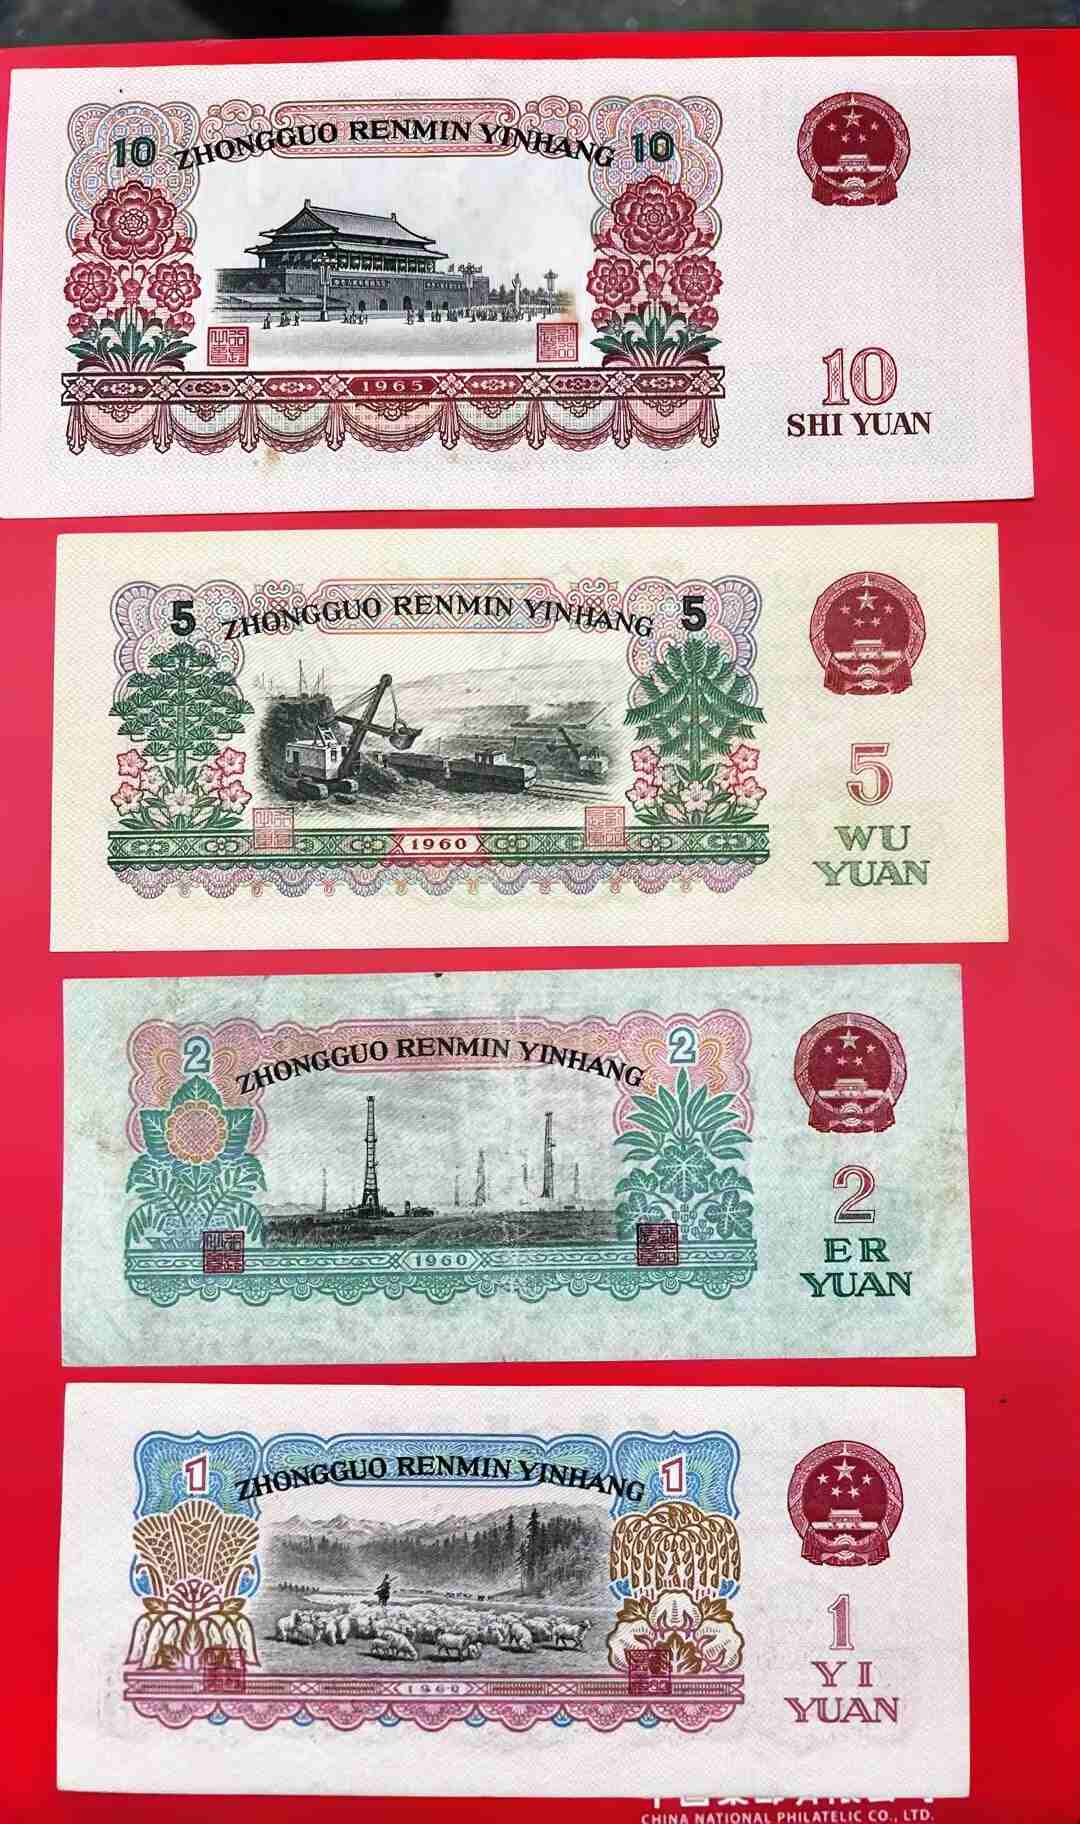 10 ZHONGGUO RENMIN YINHANG 10
1965
10
SHI YUAN
5 ZHONGGUO RENMIN YINHANG 5
1960
5
WU
YUAN
2 ZHONGGUO RENMIN YINHANG 2
1960
2
ER
YUAN
1 ZHONGGUO RENMIN YINHANG 1
1960
1
YI
YUAN
CHINA NATIONAL PHILATELIC CO., LTD.